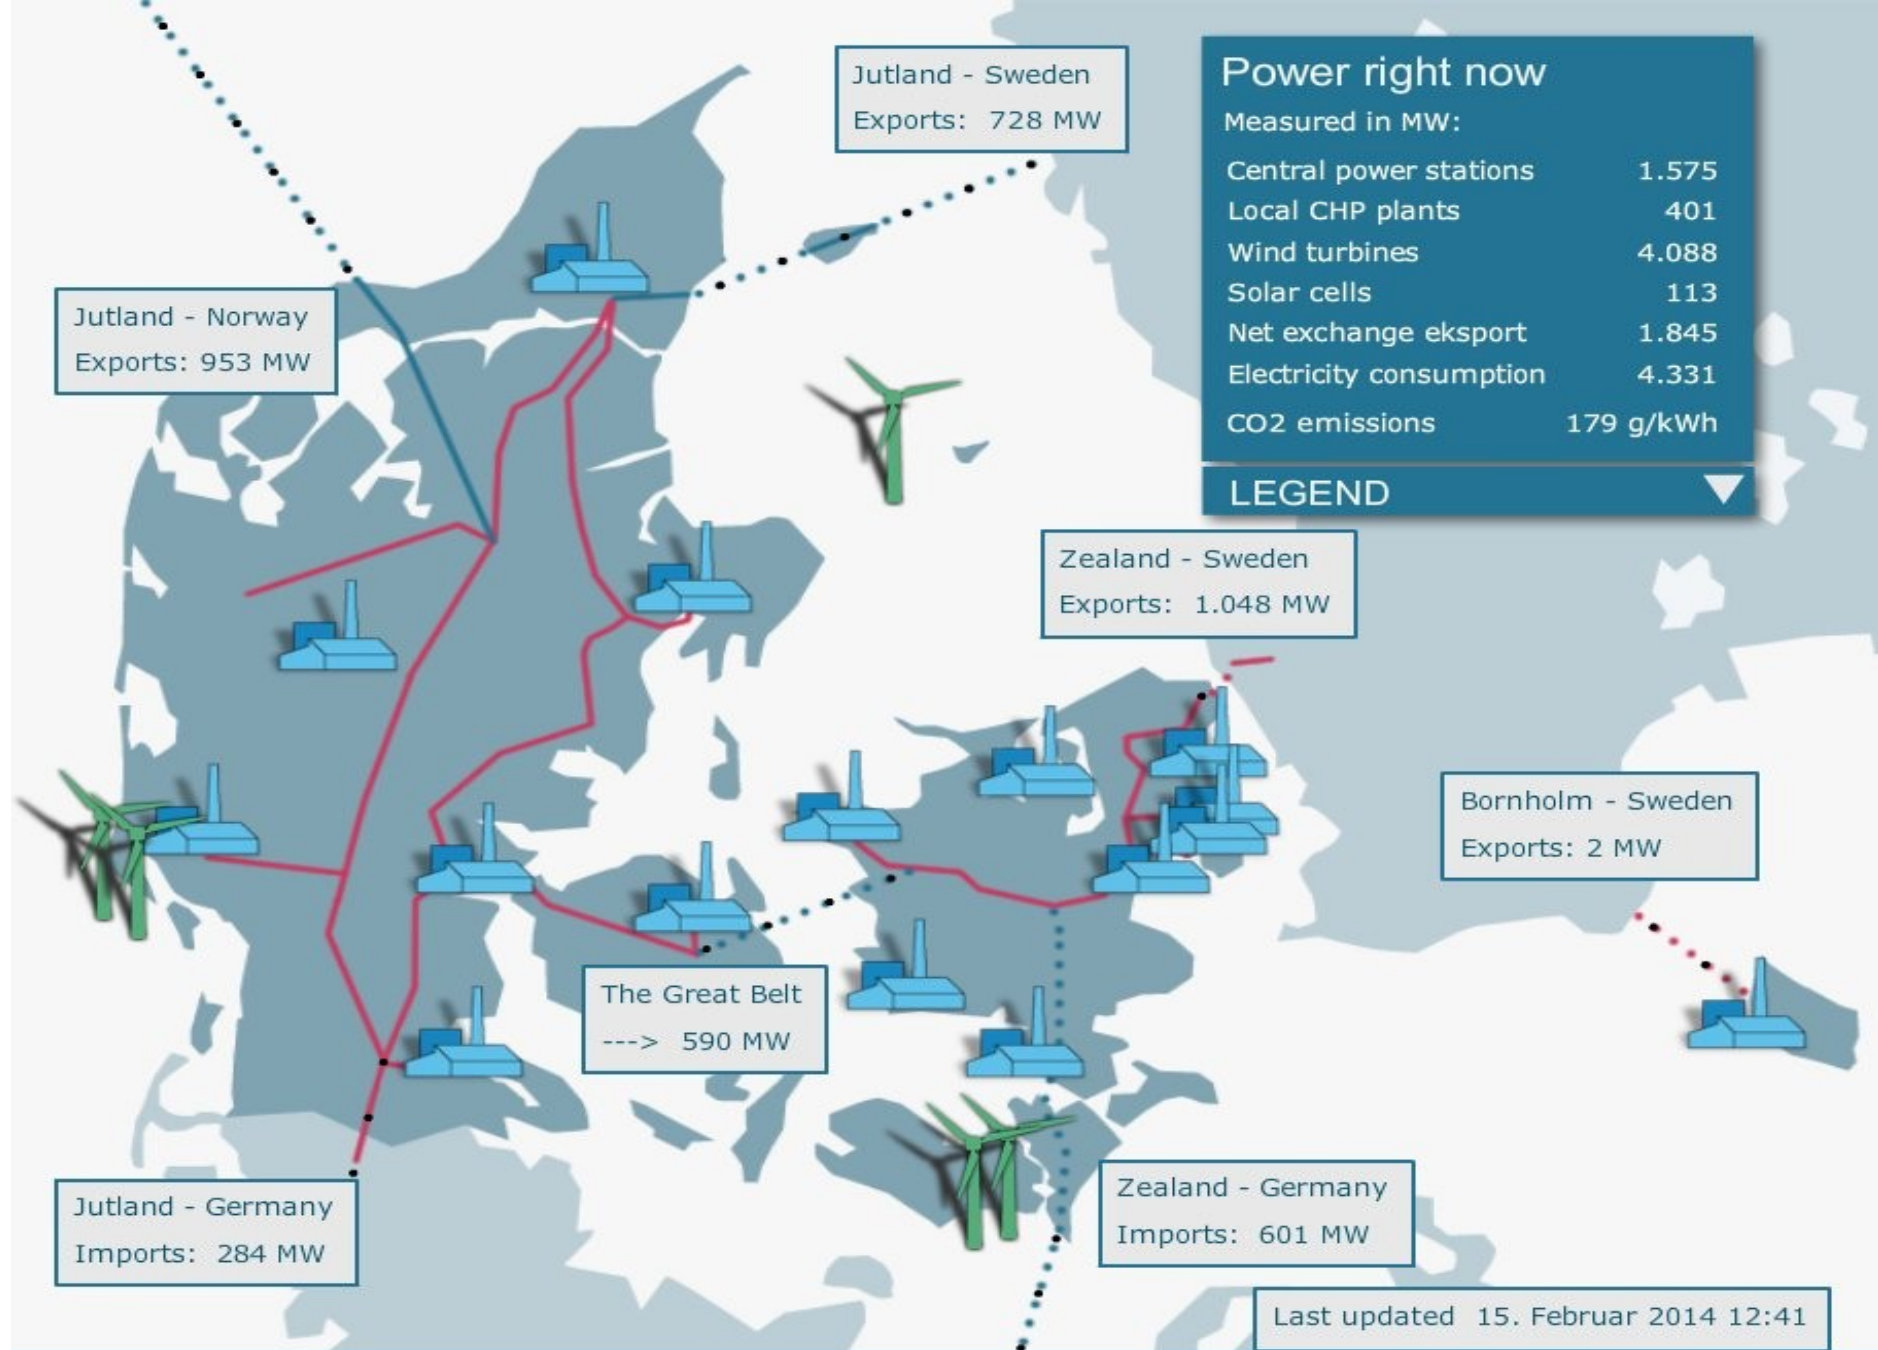 Jutland - Sweden
Exports: 728 MW
Power right now
Measured in MW:
Central power stations 1.575
Local CHP plants 401
Wind turbines 4.088
Solar cells 113
Net exchange eksport 1.845
Electricity consumption 4.331
CO2 emissions 179 g/kWh
LEGEND
Jutland - Norway
Exports: 953 MW
Zealand - Sweden
Exports: 1.048 MW
Bornholm - Sweden
Exports: 2 MW
The Great Belt
---> 590 MW
Jutland - Germany
Imports: 284 MW
Zealand - Germany
Imports: 601 MW
Last updated 15. Februar 2014 12:41